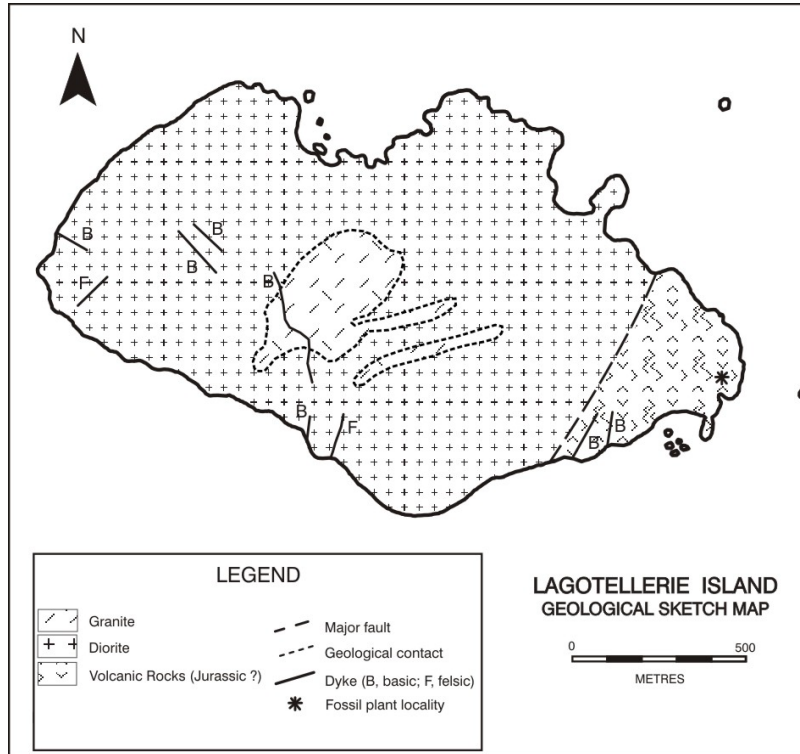 N
B
B
F
B
B
B
F
B
B
LEGEND
Granite
Diorite
Volcanic Rocks (Jurassic ?)
Major fault
Geological contact
Dyke (B, basic; F, felsic)
Fossil plant locality
LAGOTELLERIE ISLAND
GEOLOGICAL SKETCH MAP
0 500
METRES